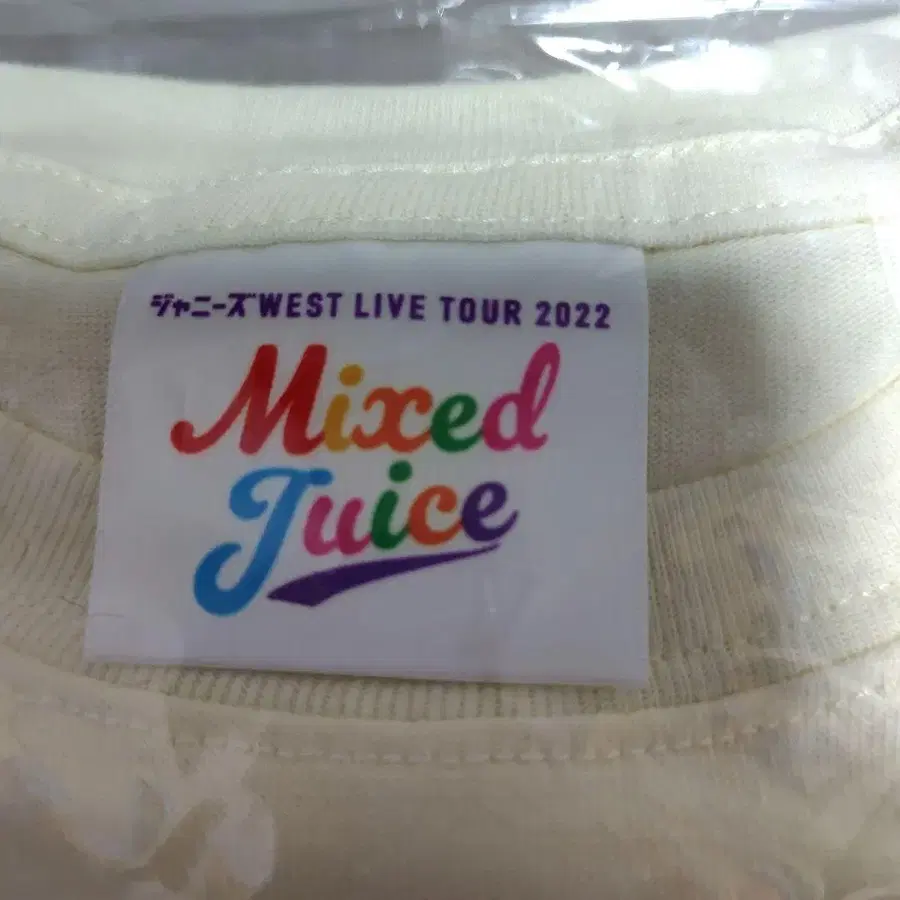 ジャニーズWEST LIVE TOUR 2022
Mixed
Juice